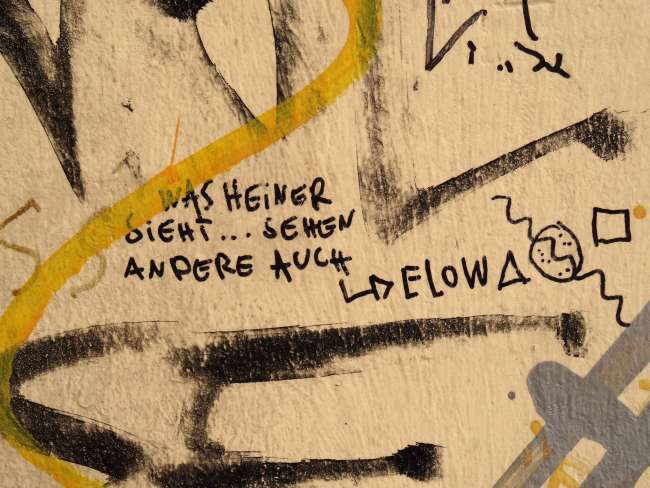 WAS HEiNER
SiEHT... SEHEN
ANDERE AUCH
ELOW